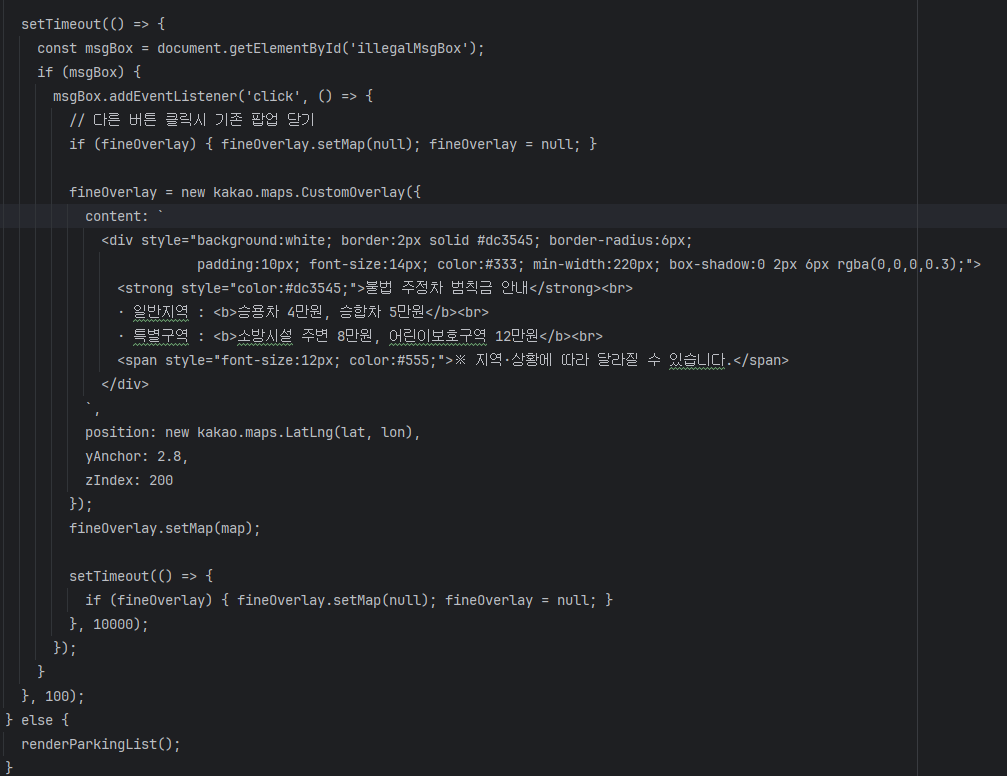 setTimeout(() => {
const msgBox = document.getElementById('illegalMsgBox');
if (msgBox) {
msgBox.addEventListener('click', () => {
// 다른 버튼 클릭시 기존 팝업 닫기
if (fineOverlay) { fineOverlay.setMap(null); fineOverlay = null; }
fineOverlay = new kakao.maps.CustomOverlay({
content: `
<div style="background:white; border:2px solid #dc3545; border-radius:6px;
padding:10px; font-size:14px; color:#333; min-width:220px; box-shadow:0 2px 6px rgba(0,0,0,0.3);">
<strong style="color:#dc3545;">불법 주정차 범칙금 안내</strong><br>
· 일반지역 : <b>승용차 4만원, 승합차 5만원</b><br>
· 특별구역 : <b>소방시설 주변 8만원, 어린이보호구역 12만원</b><br>
<span style="font-size:12px; color:#555;">※ 지역·상황에 따라 달라질 수 있습니다.</span>
</div>
`,
position: new kakao.maps.LatLng(lat, lon),
yAnchor: 2.8,
zIndex: 200
});
fineOverlay.setMap(map);
setTimeout(() => {
if (fineOverlay) { fineOverlay.setMap(null); fineOverlay = null; }
}, 10000);
});
}
}, 100);
} else {
renderParkingList();
}